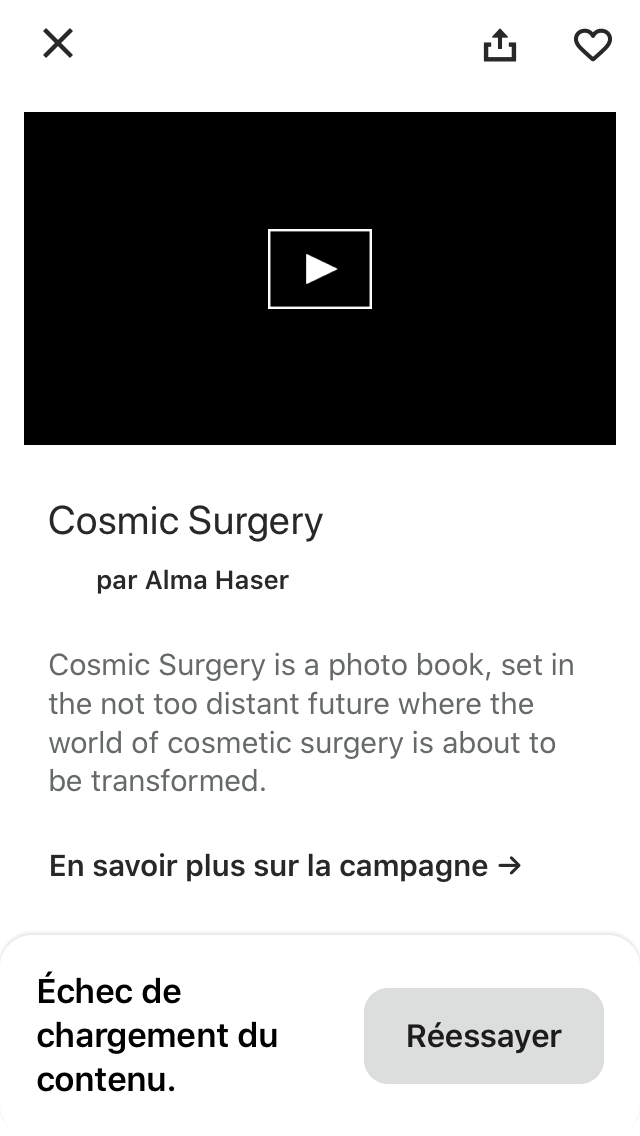 Cosmic Surgery
par Alma Haser
Cosmic Surgery is a photo book, set in
the not too distant future where the
world of cosmetic surgery is about to
be transformed.
En savoir plus sur la campagne →
Échec de
chargement du
contenu.
Réessayer